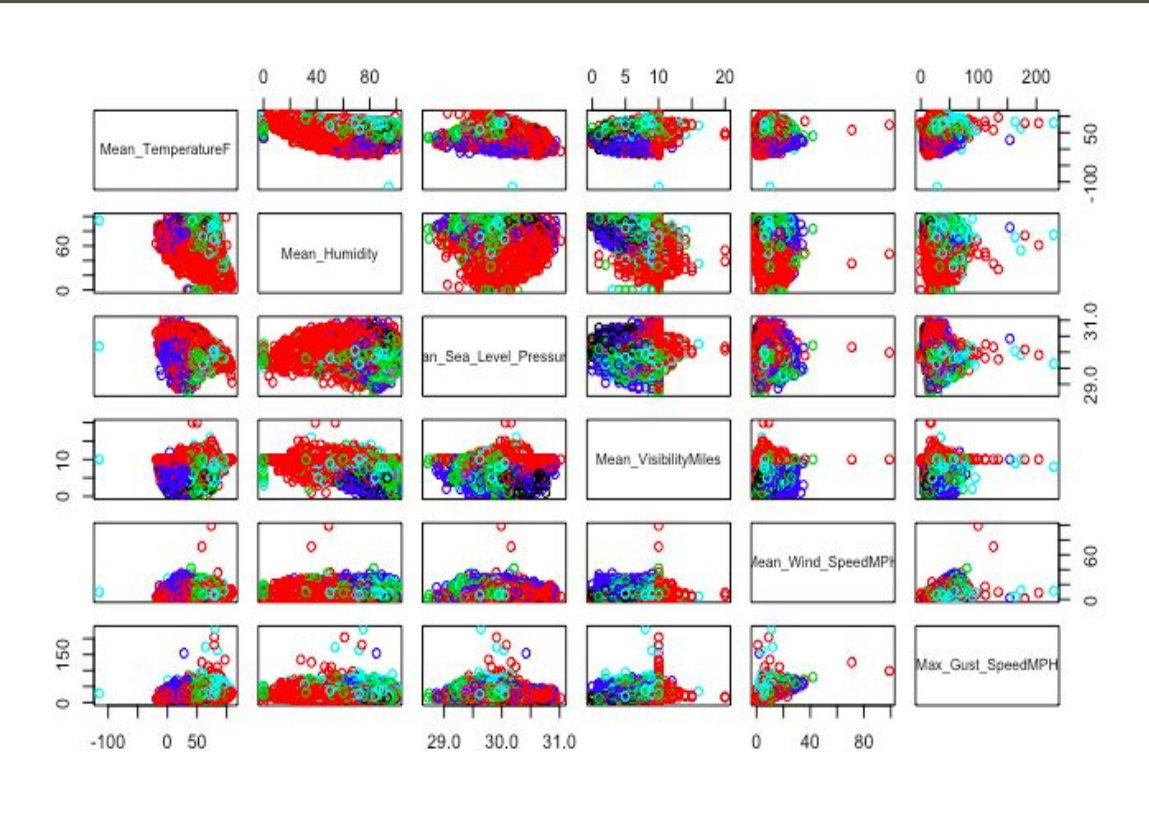 0 40 80 0 5 10 20 0 100 200
Mean_TemperatureF
-100 50
0 60
Mean_Humidity
an_Sea_Level_Pressur
29.0 31.0
0 10
Mean_VisibilityMiles
Mean_Wind_SpeedMPH
0 60
0 150
Max_Gust_SpeedMPH
-100 0 50 29.0 30.0 31.0 0 40 80